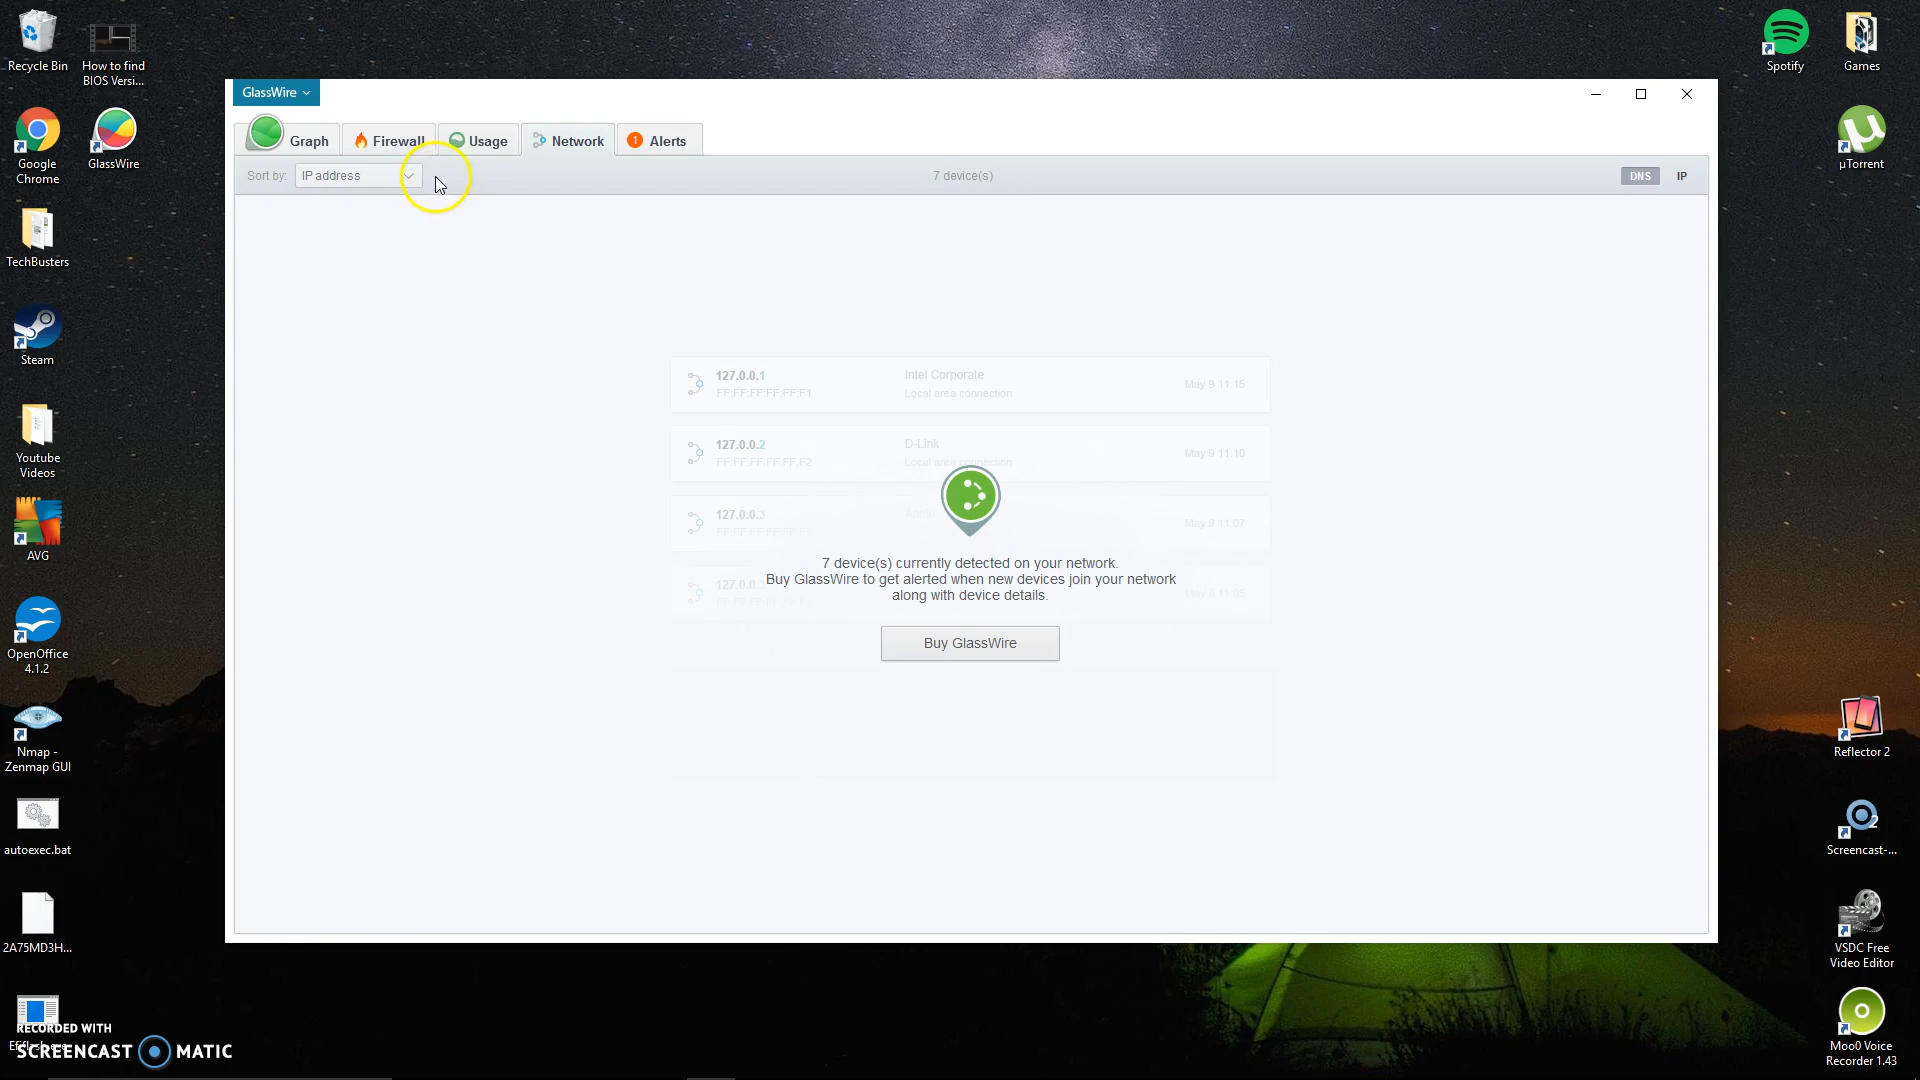 Recycle Bin
How to find
BIOS Versi...
Google
Chrome
GlassWire
TechBusters
Steam
Youtube
Videos
AVG
OpenOffice
4.1.2
Nmap -
Zenmap GUI
autoexec.bat
2A75MD3H...
RECORDED WITH
SCREENCAST MATIC
GlassWire
Graph
Firewall
Usage
Network
1 Alerts
Sort by: IP address
7 device(s)
DNS IP
127.0.0.1
FF:FF:FF:FF:FF:F1
Intel Corporate
Local area connection
May 9 11:15
127.0.0.2
FF:FF:FF:FF:FF:F2
D-Link
Local area connection
May 9 11:10
127.0.0.3
May 9 11:07
7 device(s) currently detected on your network.
Buy GlassWire to get alerted when new devices join your network
along with device details.
Buy GlassWire
Spotify
Games
µTorrent
Reflector 2
Screencast-...
2
VSDC Free
Video Editor
Moo0 Voice
Recorder 1.43